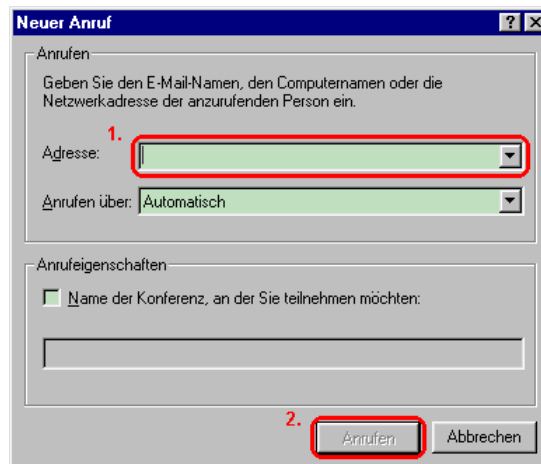 Neuer Anruf
Anrufen
Geben Sie den E-Mail-Namen, den Computernamen oder die
Netzwerkadresse der anzurufenden Person ein.
1.
Adresse:
Anrufen über: Automatisch
Anrufeigenschaften
Name der Konferenz, an der Sie teilnehmen möchten:
2.
Anrufen Abbrechen